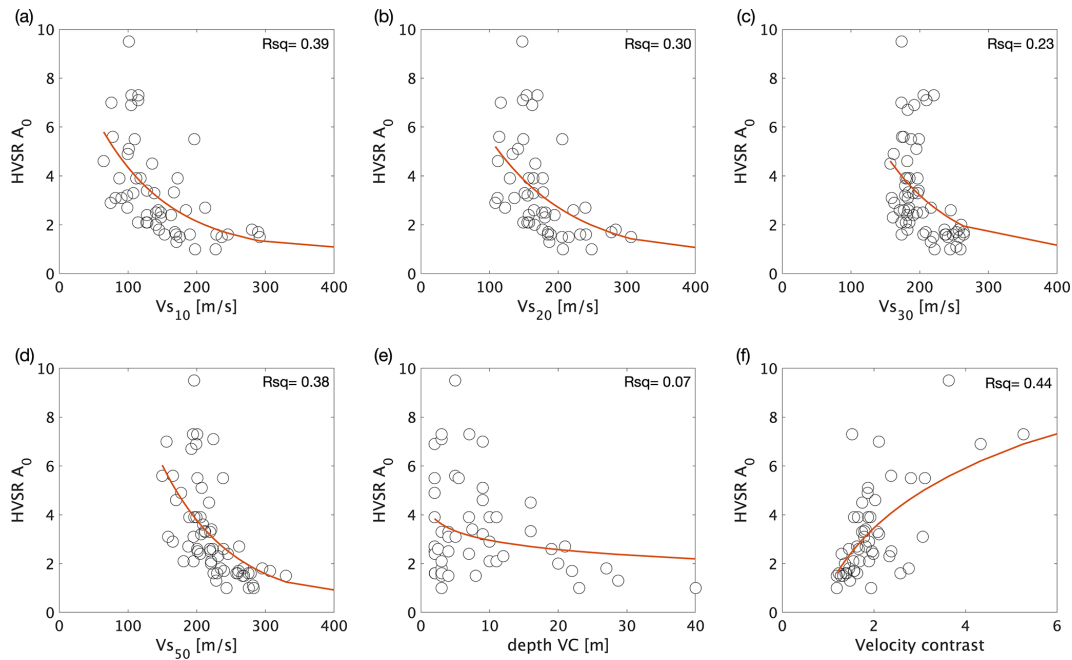 (a)
Rsq= 0.39
HVSR A0
10
8
6
4
2
0
0 100 200 300 400
Vs10 [m/s]
(b)
Rsq= 0.30
HVSR A0
10
8
6
4
2
0
0 100 200 300 400
Vs20 [m/s]
(c)
Rsq= 0.23
HVSR A0
10
8
6
4
2
0
0 100 200 300 400
Vs30 [m/s]
(d)
Rsq= 0.38
HVSR A0
10
8
6
4
2
0
0 100 200 300 400
Vs50 [m/s]
(e)
Rsq= 0.07
HVSR A0
10
8
6
4
2
0
0 10 20 30 40
depth VC [m]
(f)
Rsq= 0.44
HVSR A0
10
8
6
4
2
0
0 2 4 6
Velocity contrast